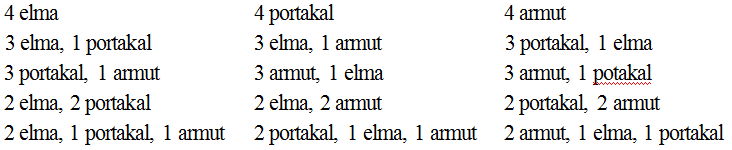 4 elma 4 portakal 4 armut
3 elma, 1 portakal 3 elma, 1 armut 3 portakal, 1 elma
3 portakal, 1 armut 3 armut, 1 elma 3 armut, 1 potakal
2 elma, 2 portakal 2 elma, 2 armut 2 portakal, 2 armut
2 elma, 1 portakal, 1 armut 2 portakal, 1 elma, 1 armut 2 armut, 1 elma, 1 portakal